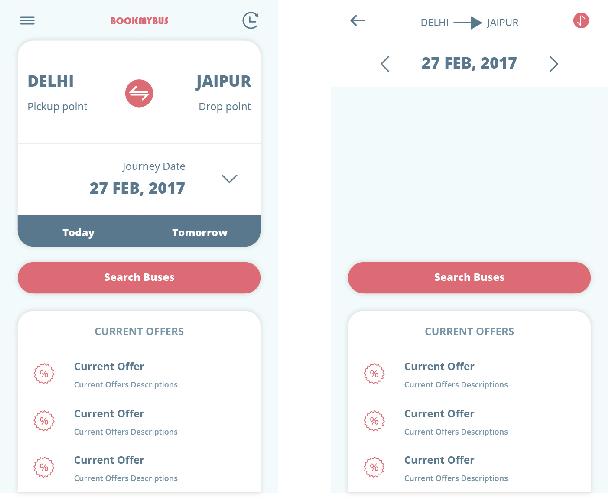 BOOKMYBUS
DELHI JAIPUR
Pickup point Drop point
Journey Date
27 FEB, 2017
Today Tomorrow
Search Buses
CURRENT OFFERS
% Current Offer
Current Offers Descriptions
% Current Offer
Current Offers Descriptions
% Current Offer
Current Offers Descriptions
DELHI JAIPUR
27 FEB, 2017
Search Buses
CURRENT OFFERS
% Current Offer
Current Offers Descriptions
% Current Offer
Current Offers Descriptions
% Current Offer
Current Offers Descriptions